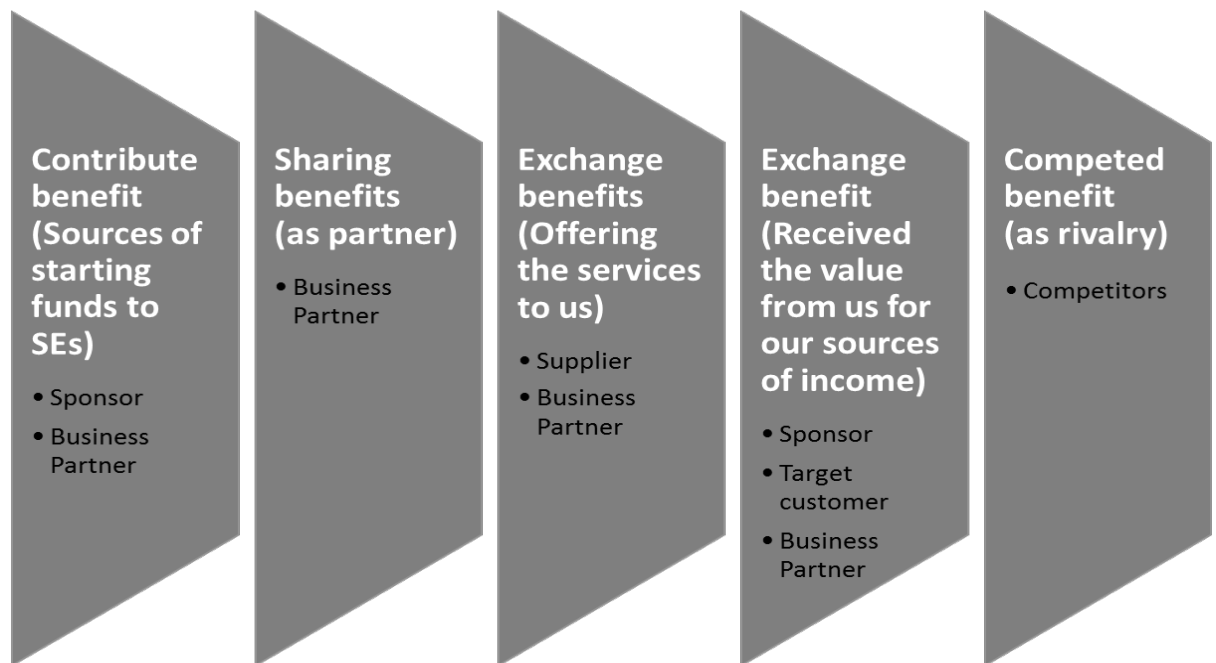 Contribute
benefit
(Sources of
starting
funds to
SEs)
• Sponsor
• Business
Partner
Sharing
benefits
(as partner)
• Business
Partner
Exchange
benefits
(Offering
the services
to us)
• Supplier
• Business
Partner
Exchange
benefit
(Received
the value
from us for
our sources
of income)
• Sponsor
• Target
customer
• Business
Partner
Competed
benefit
(as rivalry)
• Competitors